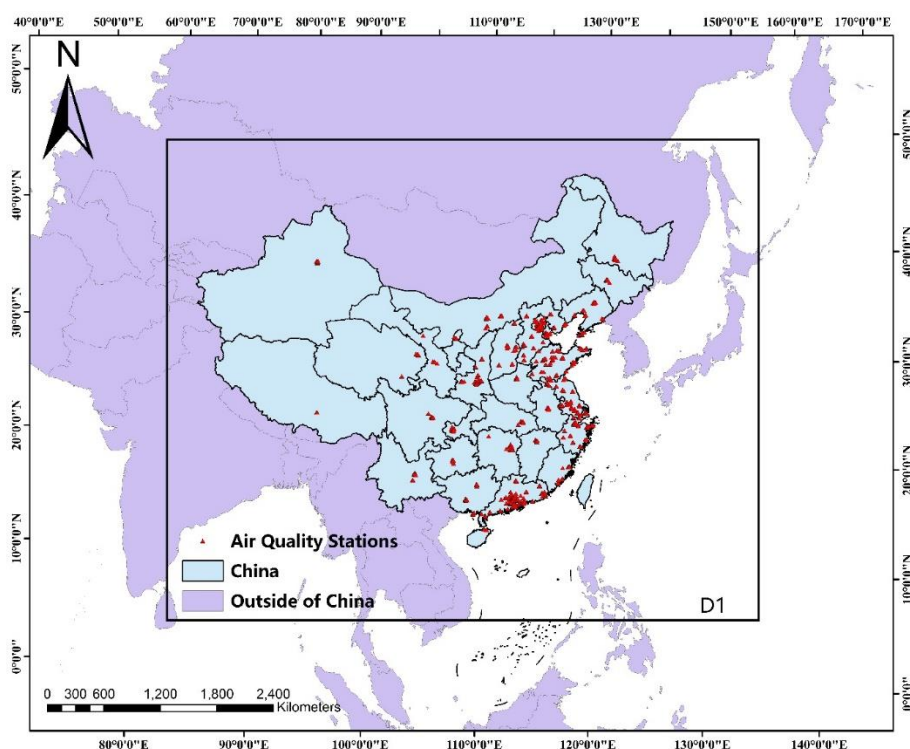 40°0'0"E 60°0'0"E 70°0'0"E 80°0'0"E 90°0'0"E 100°0'0"E 110°0'0"E 120°0'0"E 130°0'0"E 150°0'0"E 160°0'0"E 170°0'0"E
N
50°0'0"N
50°0'0"N
40°0'0"N
40°0'0"N
30°0'0"N
30°0'0"N
20°0'0"N
20°0'0"N
10°0'0"N
10°0'0"N
0°0'0"
0°0'0"
Air Quality Stations
China
Outside of China
D1
0 300 600 1,200 1,800 2,400
Kilometers
80°0'0"E 90°0'0"E 100°0'0"E 110°0'0"E 120°0'0"E 130°0'0"E 140°0'0"E